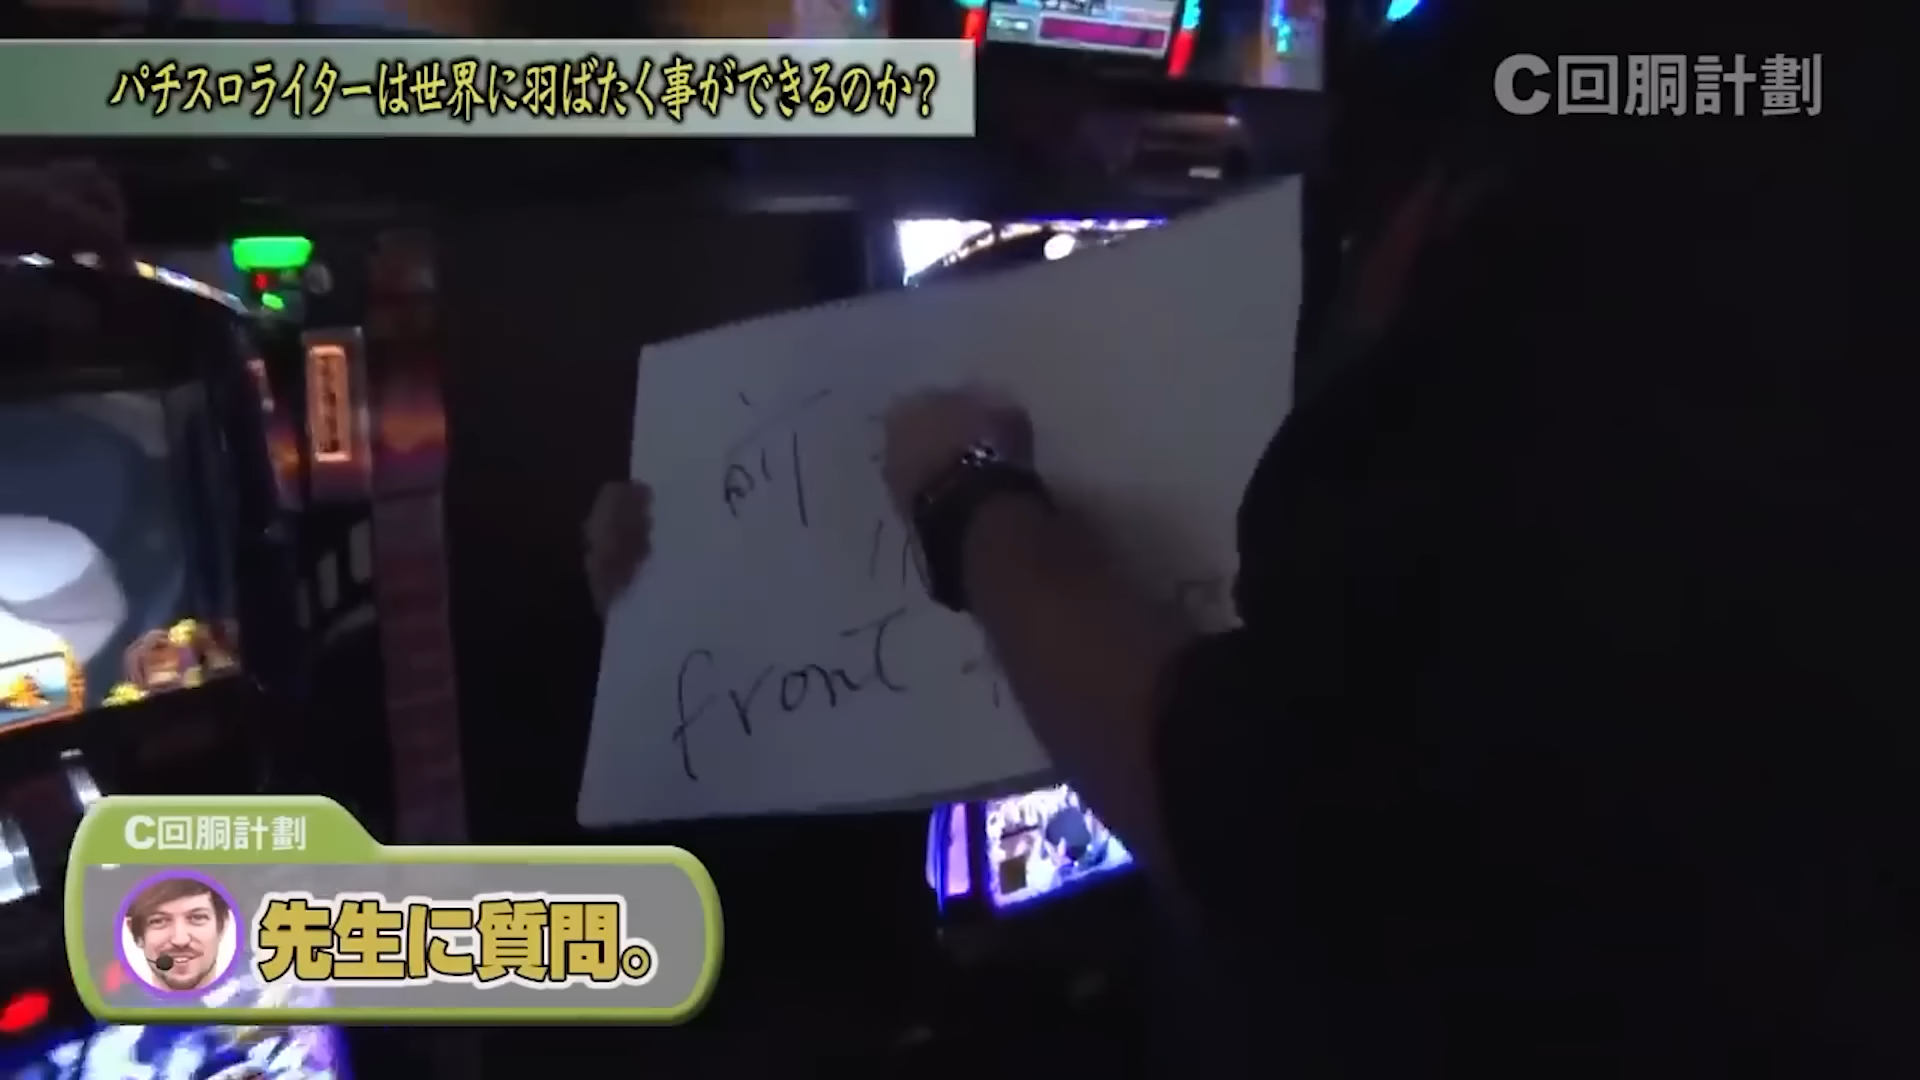 パチスロライターは世界に羽ばたく事ができるのか?
C回胴計劃
前
front
C回胴計劃
先生に質問。